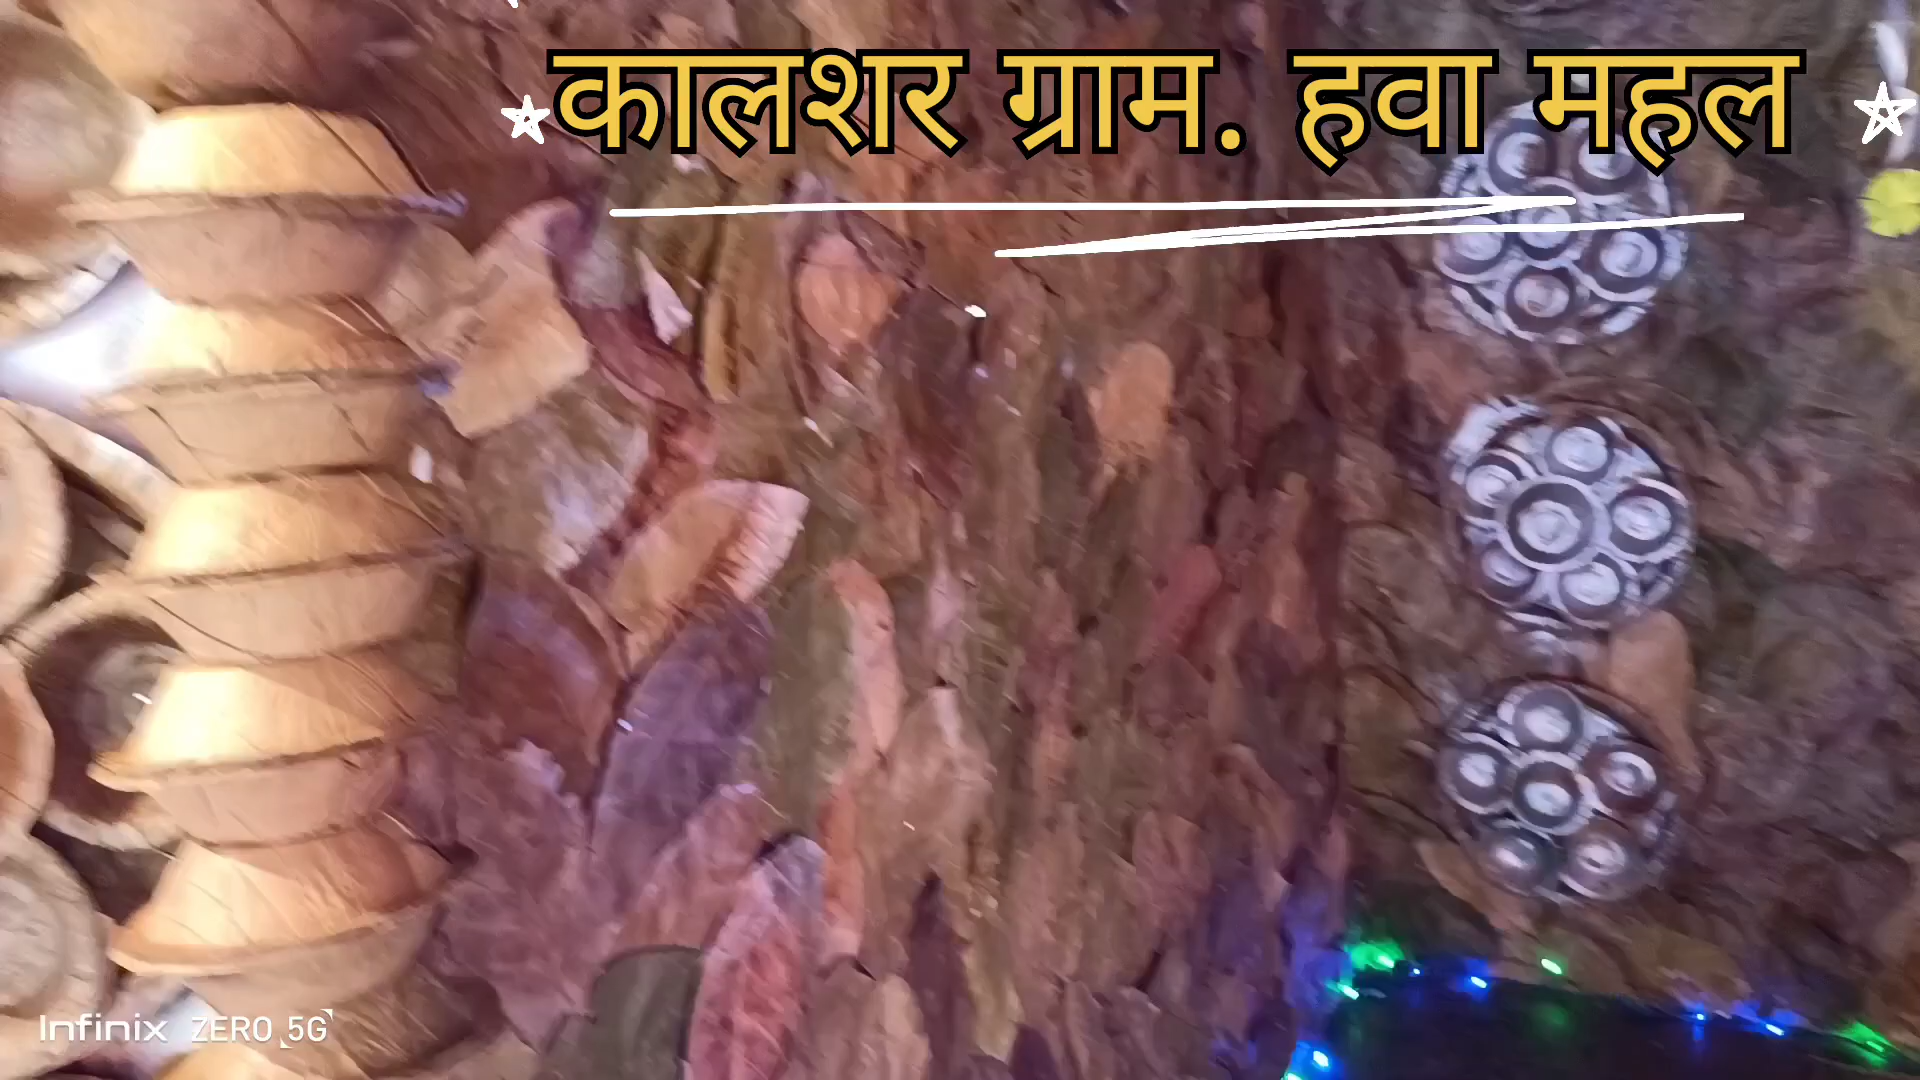 कालशर ग्राम. हवा महल
Infinix ZERO 5G